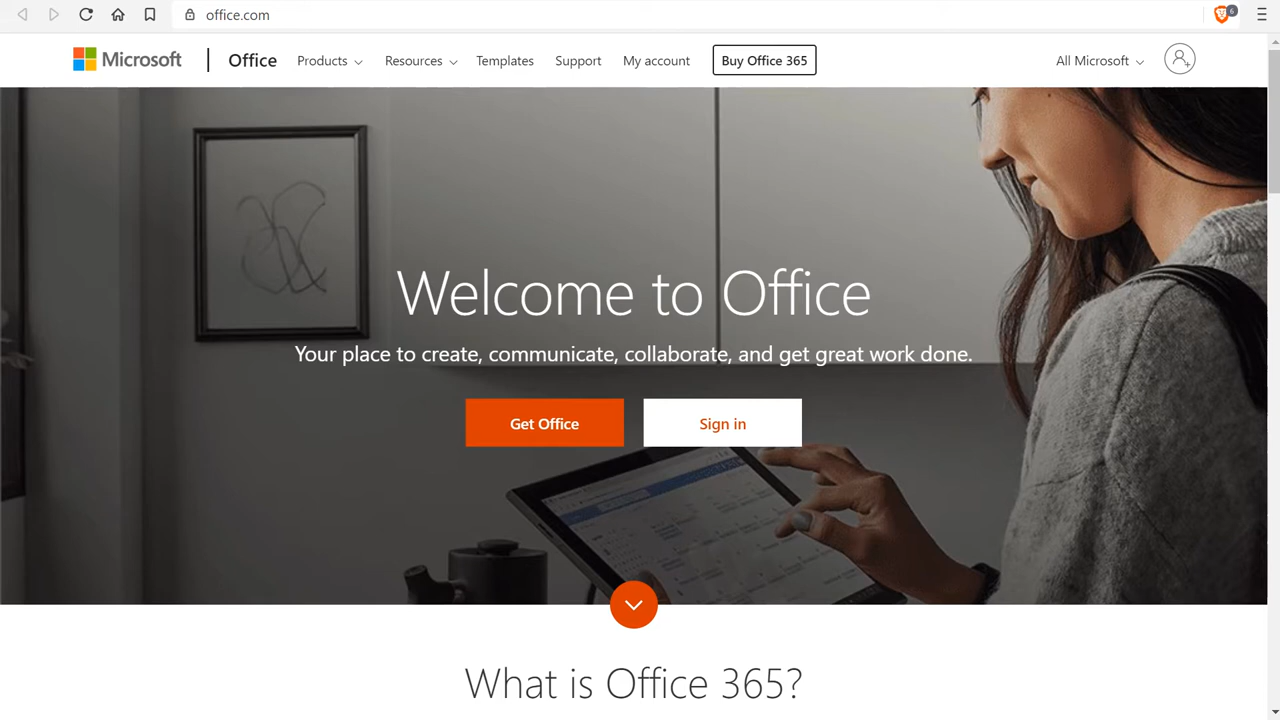 office.com
6
Microsoft
Office
Products
Resources
Templates
Support
My account
Buy Office 365
All Microsoft
Welcome to Office
Your place to create, communicate, collaborate, and get great work done.
Get Office
Sign in
What is Office 365?